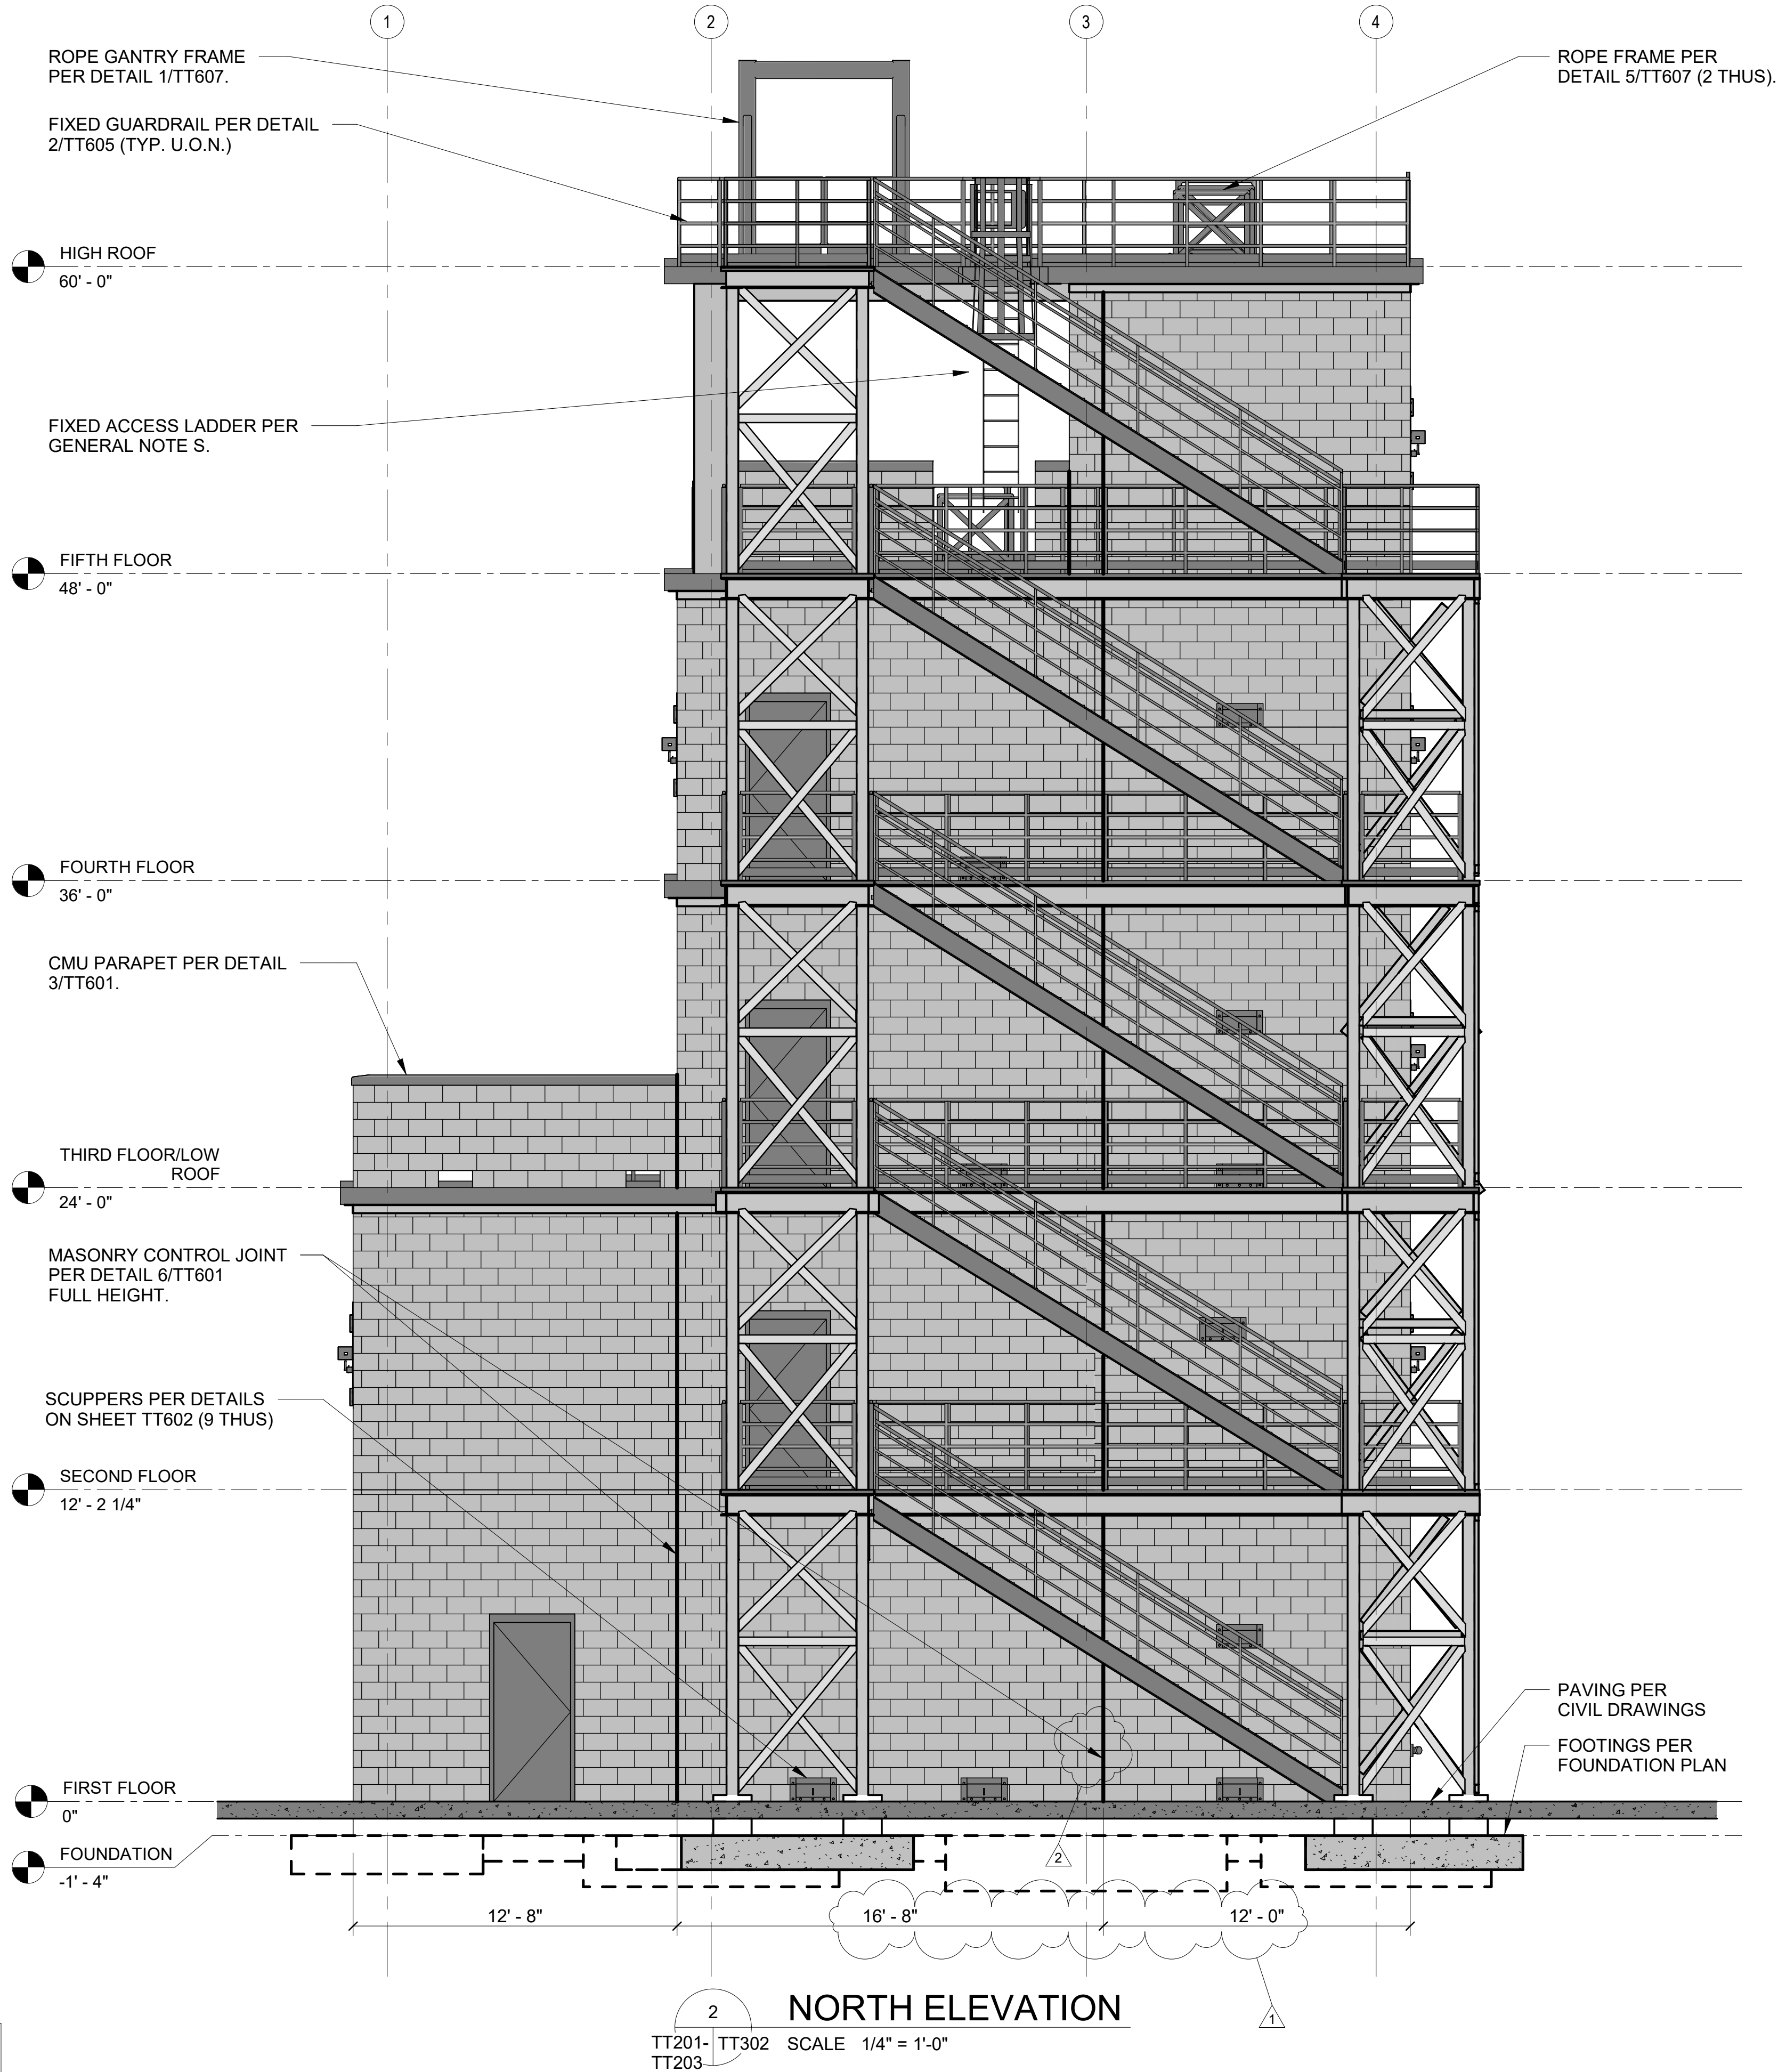 1
2
3
4
ROPE GANTRY FRAME
PER DETAIL 1/TT607.
ROPE FRAME PER
DETAIL 5/TT607 (2 THUS).
FIXED GUARDRAIL PER DETAIL
2/TT605 (TYP. U.O.N.)
HIGH ROOF
60' - 0"
FIXED ACCESS LADDER PER
GENERAL NOTE S.
FIFTH FLOOR
48' - 0"
FOURTH FLOOR
36' - 0"
CMU PARAPET PER DETAIL
3/TT601.
THIRD FLOOR/LOW
ROOF
24' - 0"
MASONRY CONTROL JOINT
PER DETAIL 6/TT601
FULL HEIGHT.
SCUPPERS PER DETAILS
ON SHEET TT602 (9 THUS)
SECOND FLOOR
12' - 2 1/4"
PAVING PER
CIVIL DRAWINGS
FOOTINGS PER
FOUNDATION PLAN
FIRST FLOOR
0"
FOUNDATION
-1' - 4"
2
12' - 8"
16' - 8"
12' - 0"
1
2
NORTH ELEVATION
TT201-
TT203
TT302
SCALE 1/4" = 1'-0"